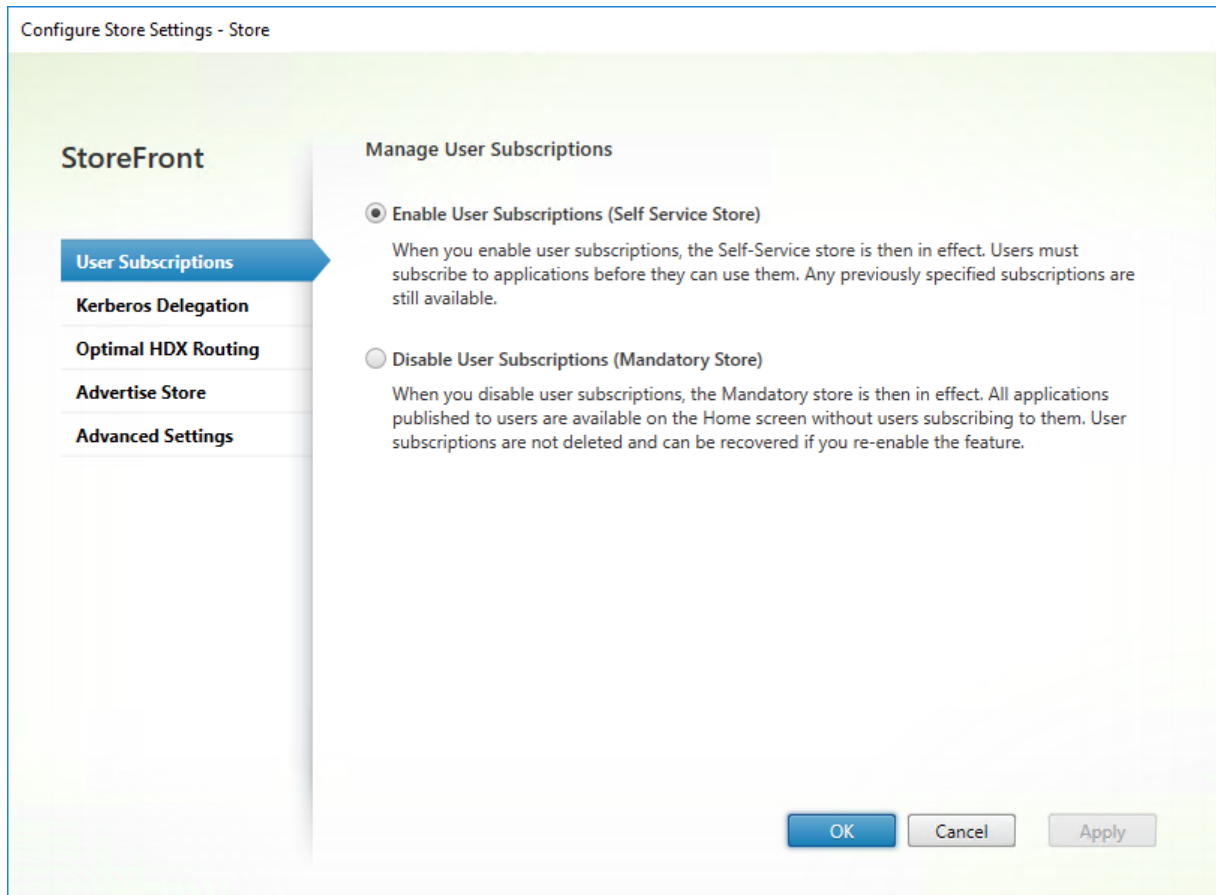 Configure Store Settings - Store
StoreFront
User Subscriptions
Kerberos Delegation
Optimal HDX Routing
Advertise Store
Advanced Settings
Manage User Subscriptions
Enable User Subscriptions (Self Service Store)
When you enable user subscriptions, the Self-Service store is then in effect. Users must
subscribe to applications before they can use them. Any previously specified subscriptions are
still available.
Disable User Subscriptions (Mandatory Store)
When you disable user subscriptions, the Mandatory store is then in effect. All applications
published to users are available on the Home screen without users subscribing to them. User
subscriptions are not deleted and can be recovered if you re-enable the feature.
OK
Cancel
Apply